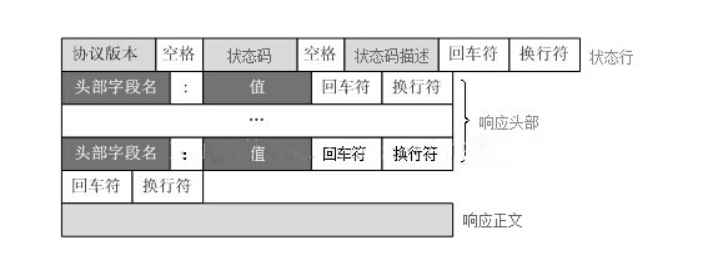 协议版本 空格 状态码 空格 状态码描述 回车符 换行符 状态行
头部字段名 : 值 回车符 换行符
... 响应头部
头部字段名 : 值 回车符 换行符
回车符 换行符
响应正文